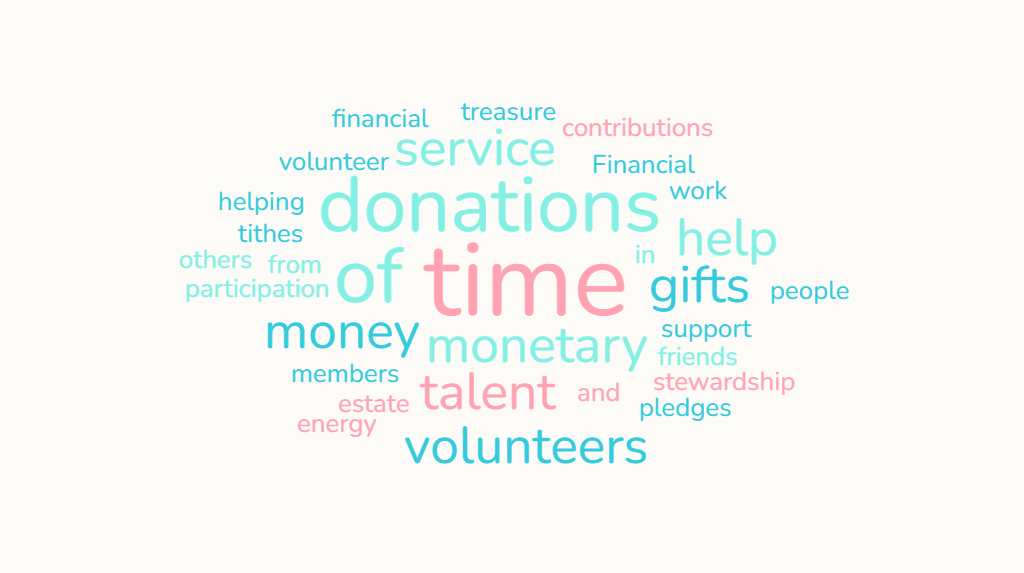 financial treasure contributions
volunteer service Financial
helping donations work
tithes help
others from of time in gifts people
participation
money monetary support
friends
members talent and stewardship
estate pledges
energy
volunteers